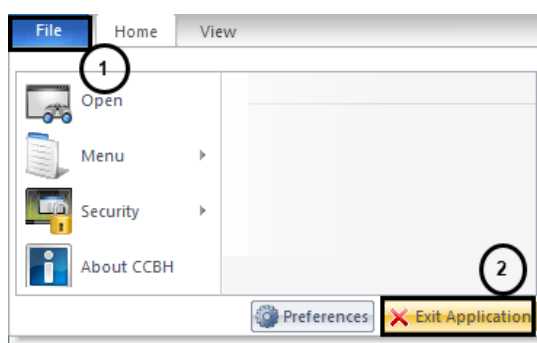 File Home View
1
Open
Menu
Security
About CCBH
2
Preferences Exit Application